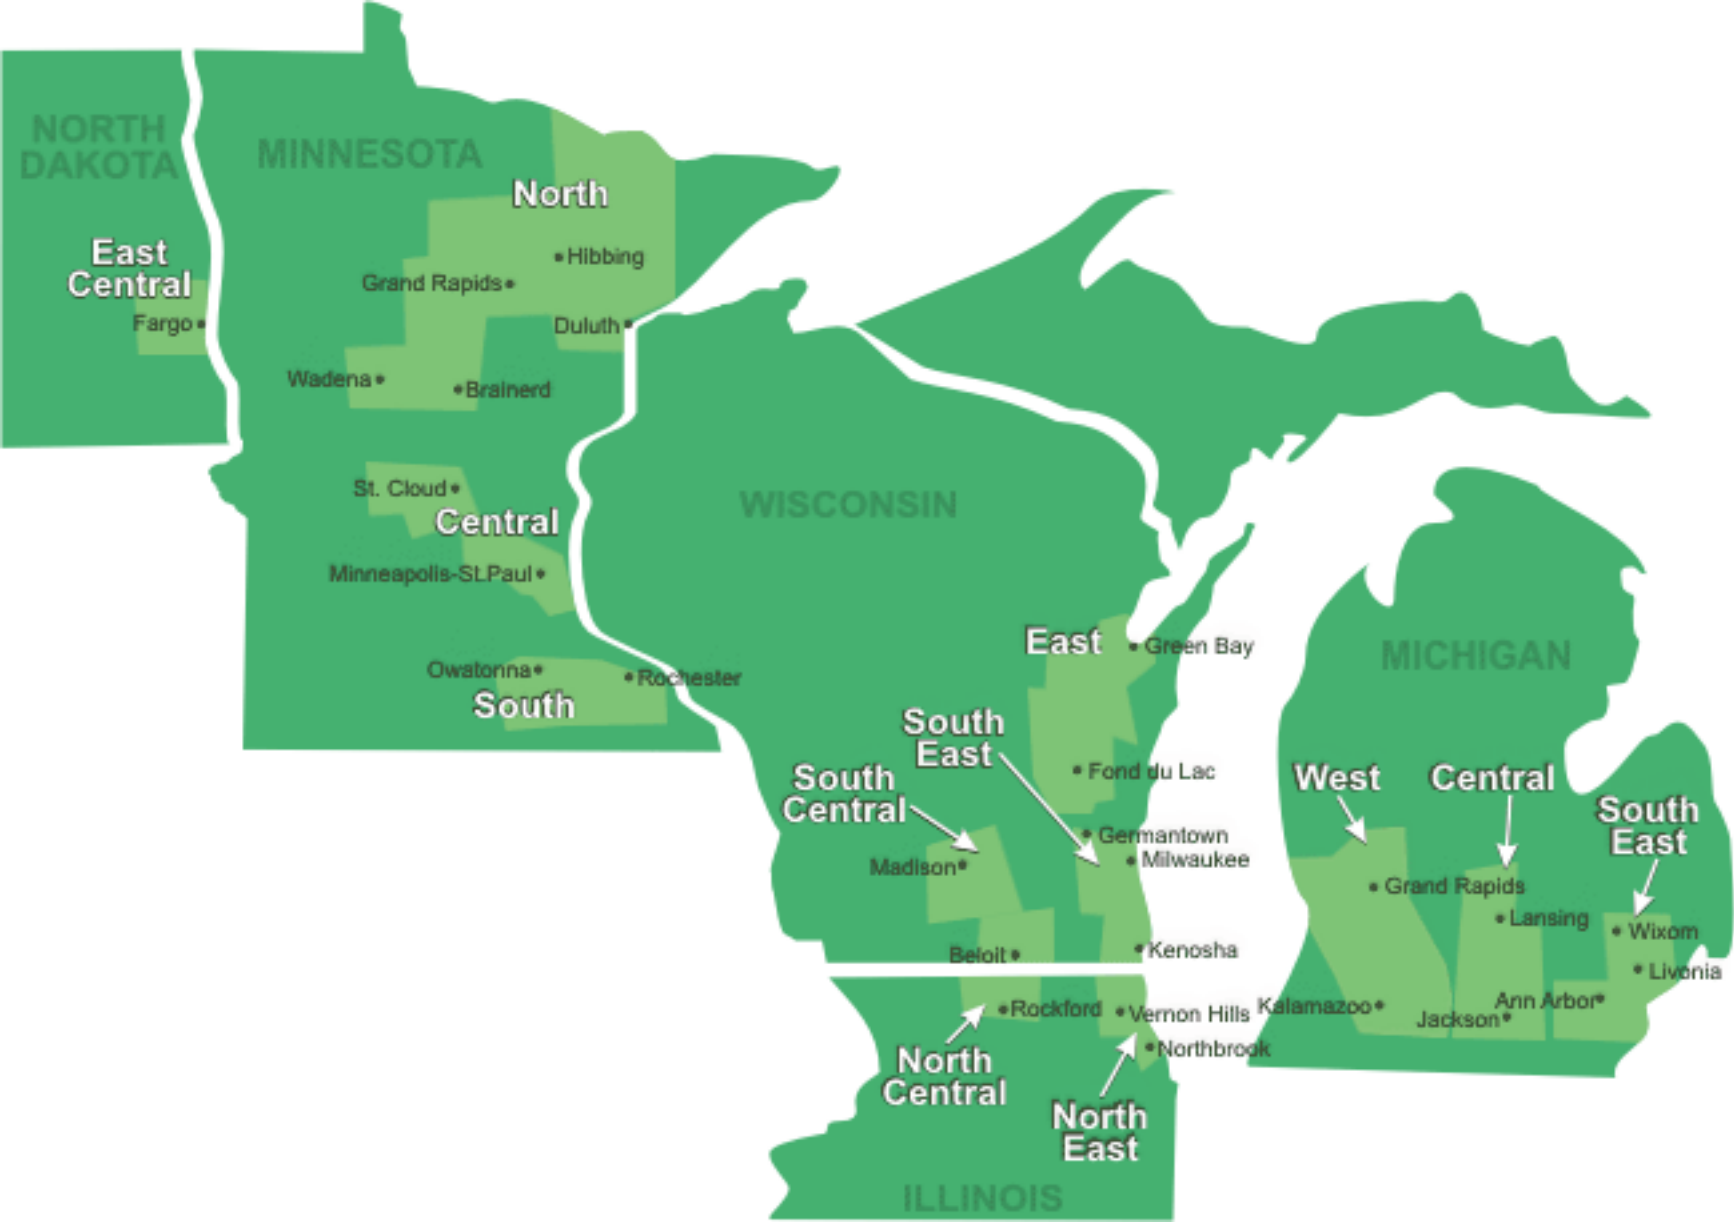 NORTH
DAKOTA
MINNESOTA
North
East
Central
Hibbing
Grand Rapids
Fargo
Duluth
Wadena
Brainerd
St. Cloud
Central
WISCONSIN
Minneapolis-St.Paul
East
Green Bay
MICHIGAN
Owatonna
Rochester
South
South
East
Fond du Lac
South
Central
West
Central
South
East
Germantown
Milwaukee
Madison
Grand Rapids
Lansing
Wixom
Beloit
Kenosha
Livonia
Rockford
Vernon Hills
Kalamazoo
Ann Arbor
Jackson
Northbrook
North
Central
North
East
ILLINOIS